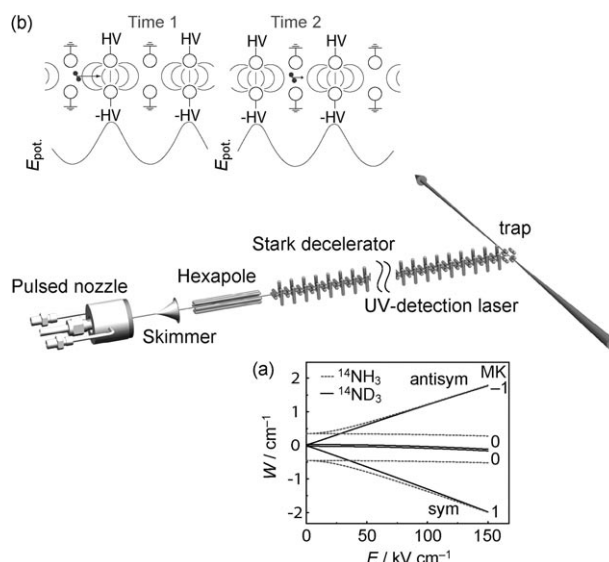 (b)
Time 1
Time 2
HV
HV
HV
HV
-HV
-HV
-HV
-HV
Epot.
Epot.
trap
Stark decelerator
Hexapole
UV-detection laser
Pulsed nozzle
Skimmer
(a)
¹⁴NH₃
¹⁴ND₃
antisym
MK
−1
0
0
1
sym
2
1
0
-1
-2
W / cm⁻¹
0
50
100
150
E / kV cm⁻¹